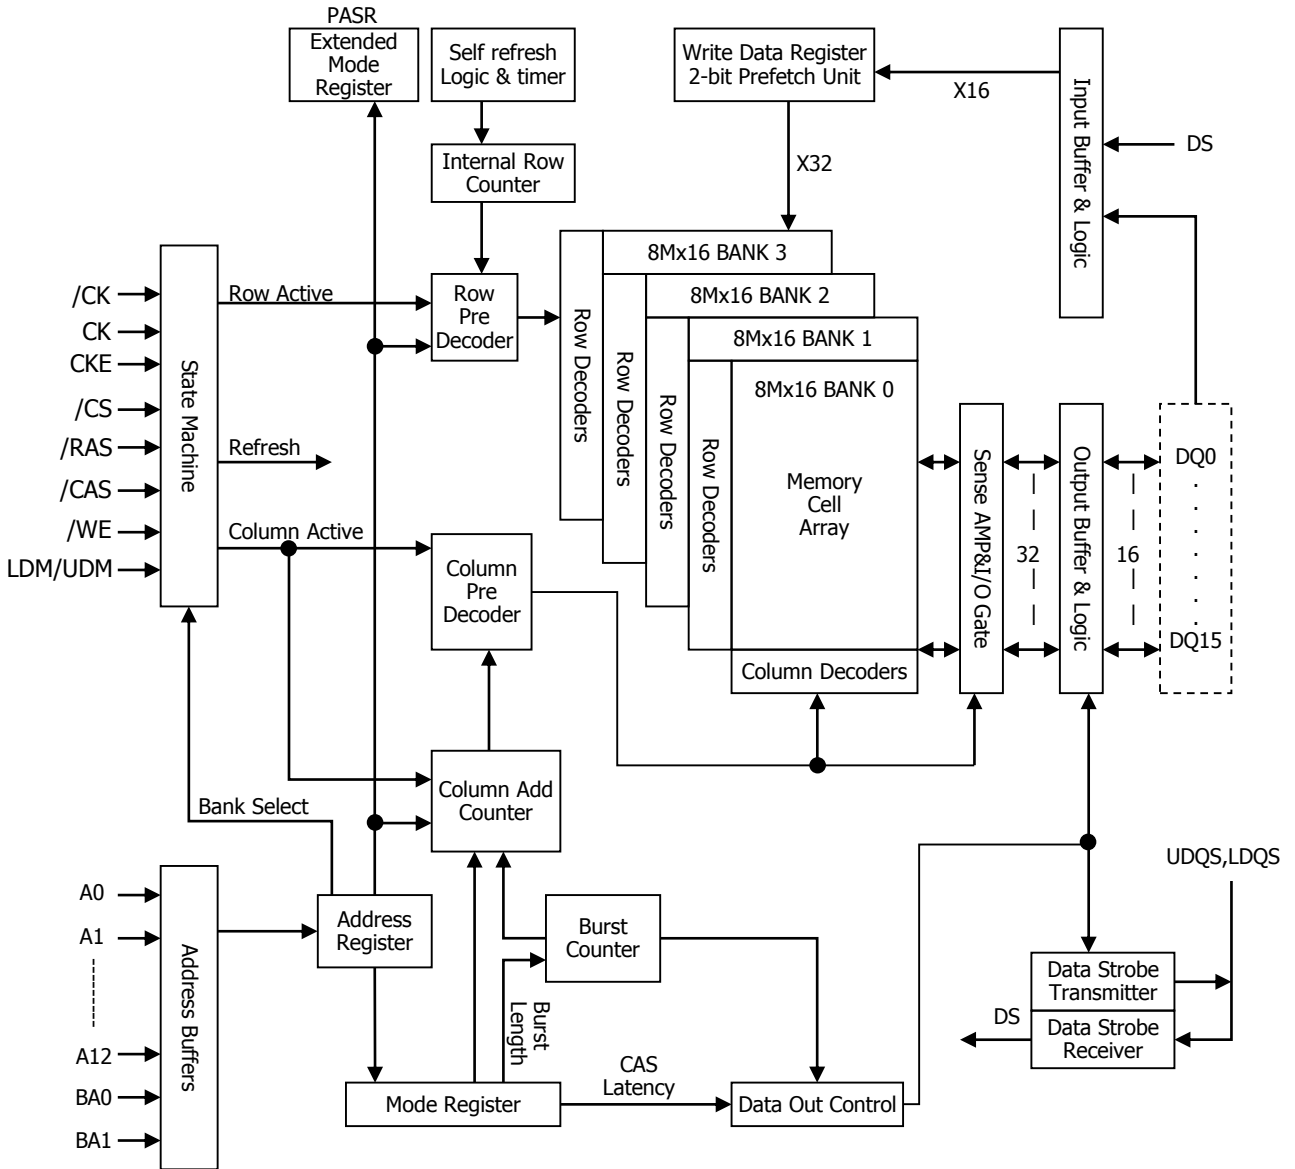 PASR
Extended
Mode
Register
Self refresh
Logic & timer
Write Data Register
2-bit Prefetch Unit
X16
Input Buffer & Logic
DS
Internal Row
Counter
X32
8Mx16 BANK 3
8Mx16 BANK 2
8Mx16 BANK 1
8Mx16 BANK 0
Row Decoders
Row Decoders
Row Decoders
Row Decoders
Memory
Cell
Array
Column Decoders
Row
Pre
Decoder
Row Active
/CK
CK
CKE
/CS
/RAS
/CAS
/WE
LDM/UDM
State Machine
Refresh
Column Active
Column
Pre
Decoder
Sense AMP&I/O Gate
32
Output Buffer & Logic
16
DQ0
DQ15
Column Add
Counter
Bank Select
A0
A1
A12
BA0
BA1
Address Buffers
Address
Register
Burst
Counter
Burst
Length
UDQS,LDQS
Data Strobe
Transmitter
Data Strobe
Receiver
DS
Mode Register
CAS
Latency
Data Out Control